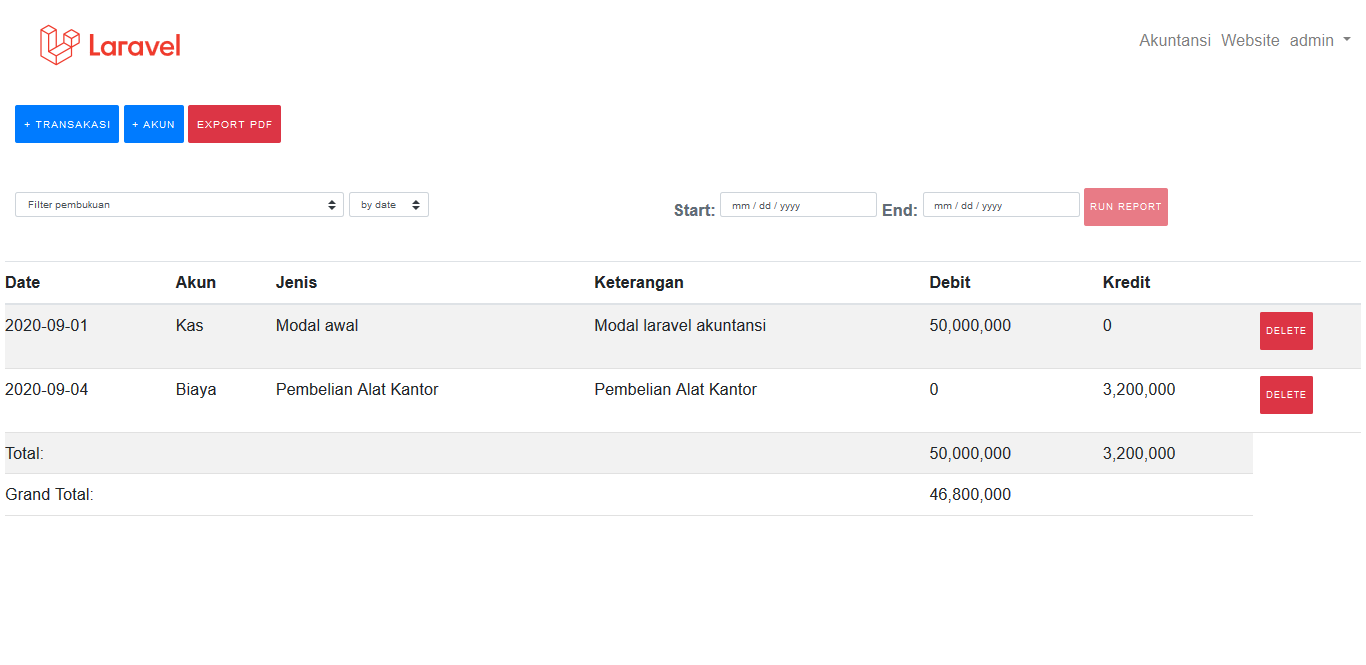 Laravel
Akuntansi Website admin
+ TRANSAKASI + AKUN EXPORT PDF
Filter pembukuan by date Start: mm / dd / yyyy End: mm / dd / yyyy RUN REPORT
Date Akun Jenis Keterangan Debit Kredit
2020-09-01 Kas Modal awal Modal laravel akuntansi 50,000,000 0 DELETE
2020-09-04 Biaya Pembelian Alat Kantor Pembelian Alat Kantor 0 3,200,000 DELETE
Total: 50,000,000 3,200,000
Grand Total: 46,800,000